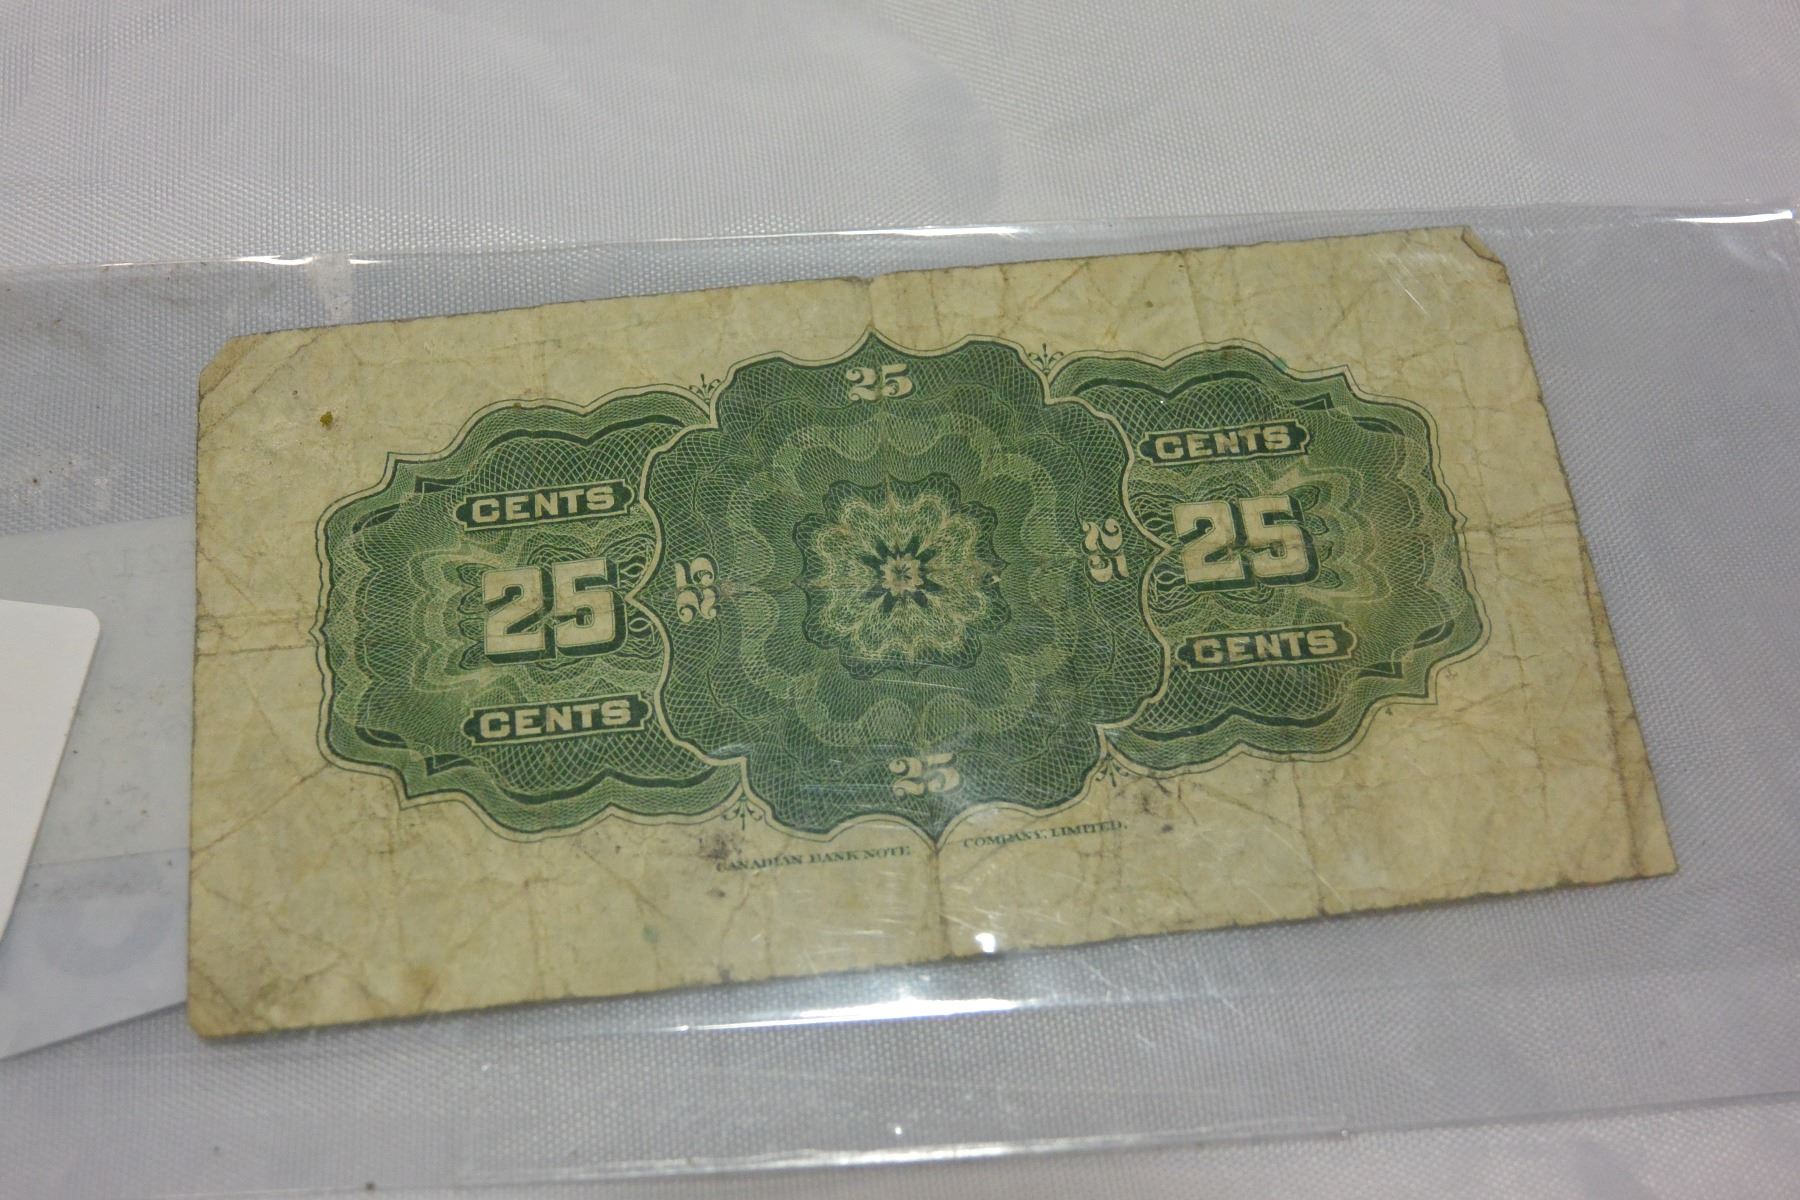 25
CENTS CENTS
25 25 25 25
CENTS CENTS
25
CANADIAN BANK NOTE COMPANY, LIMITED.